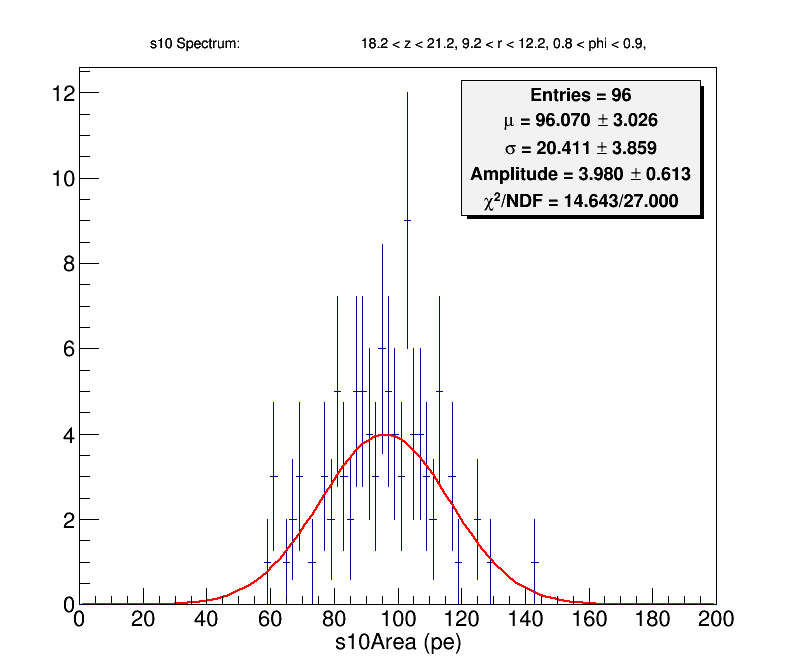 s10 Spectrum: 18.2 < z < 21.2, 9.2 < r < 12.2, 0.8 < phi < 0.9,
Entries = 96
μ = 96.070 ± 3.026
σ = 20.411 ± 3.859
Amplitude = 3.980 ± 0.613
χ²/NDF = 14.643/27.000
12
10
8
6
4
2
0
0 20 40 60 80 100 120 140 160 180 200
s10Area (pe)